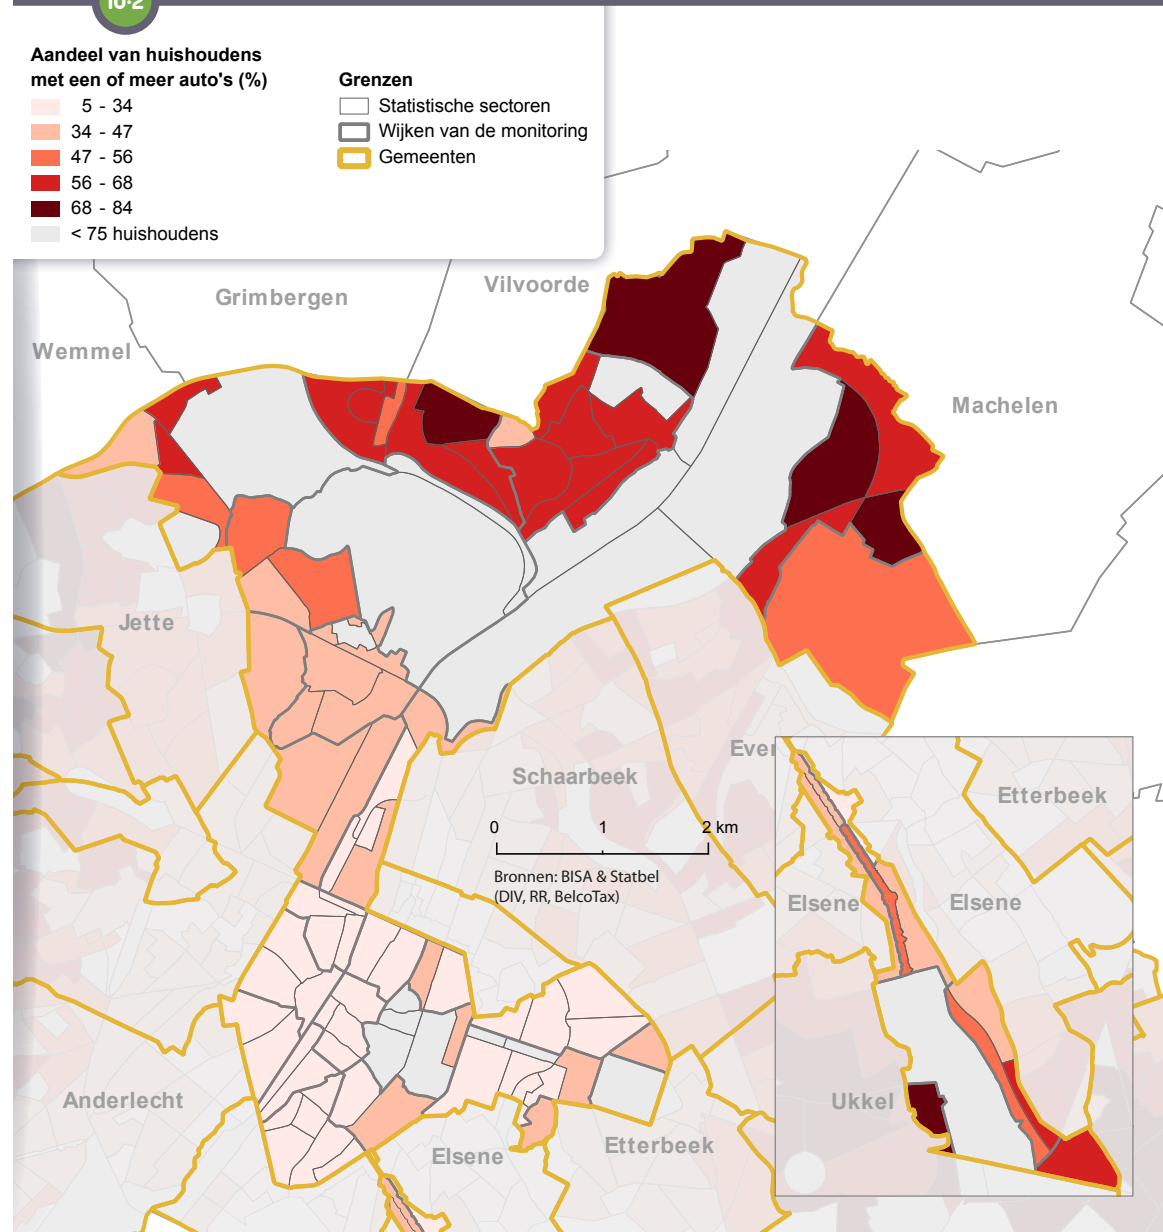 10.2
Aandeel van huishoudens
met een of meer auto's (%)
5 - 34
34 - 47
47 - 56
56 - 68
68 - 84
< 75 huishoudens
Grenzen
Statistische sectoren
Wijken van de monitoring
Gemeenten
Vilvoorde
Grimbergen
Wemmel
Machelen
Jette
Schaarbeek
Ever
0 1 2 km
Bronnen: BISA & Statbel
(DIV, RR, BelcoTax)
Etterbeek
Elsene
Elsene
Ukkel
Anderlecht
Elsene
Etterbeek